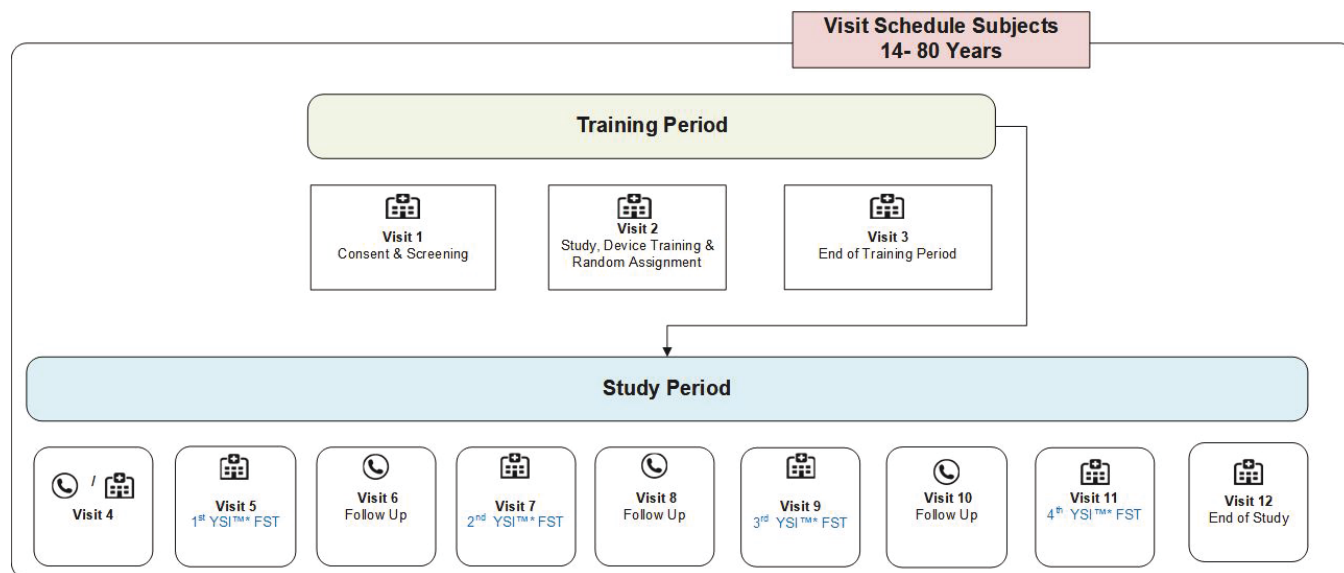 Visit Schedule Subjects
14- 80 Years
Training Period
Visit 1
Consent & Screening
Visit 2
Study, Device Training &
Random Assignment
Visit 3
End of Training Period
Study Period
/
Visit 4
Visit 5
1st YSI™* FST
Visit 6
Follow Up
Visit 7
2nd YSI™* FST
Visit 8
Follow Up
Visit 9
3rd YSI™* FST
Visit 10
Follow Up
Visit 11
4th YSI™* FST
Visit 12
End of Study